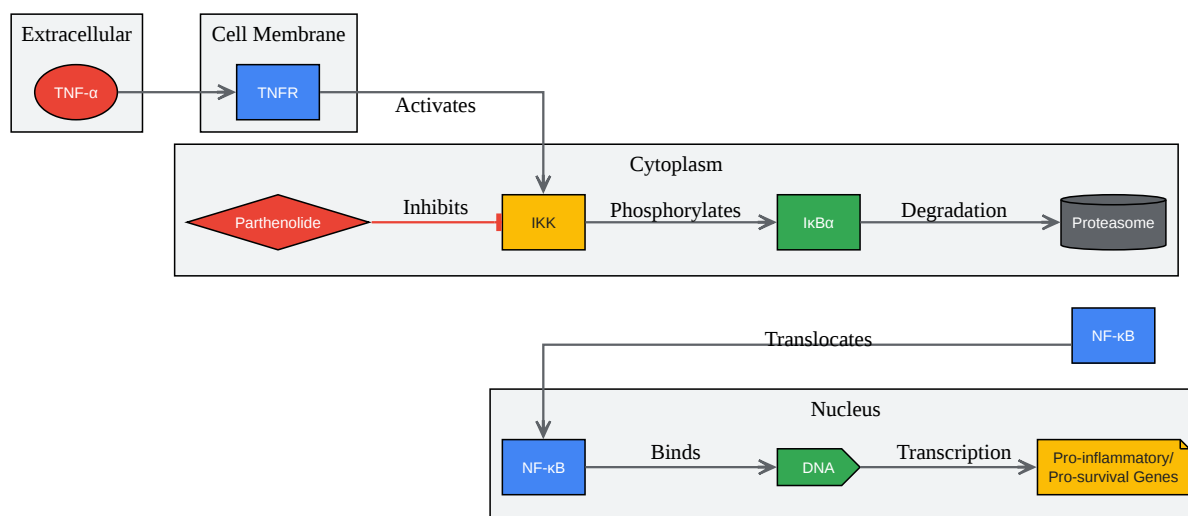 Extracellular
Cell Membrane
TNF-α
TNFR
Activates
Cytoplasm
Parthenolide
Inhibits
IKK
Phosphorylates
IκBα
Degradation
Proteasome
Translocates
NF-κB
Nucleus
NF-κB
Binds
DNA
Transcription
Pro-inflammatory/
Pro-survival Genes